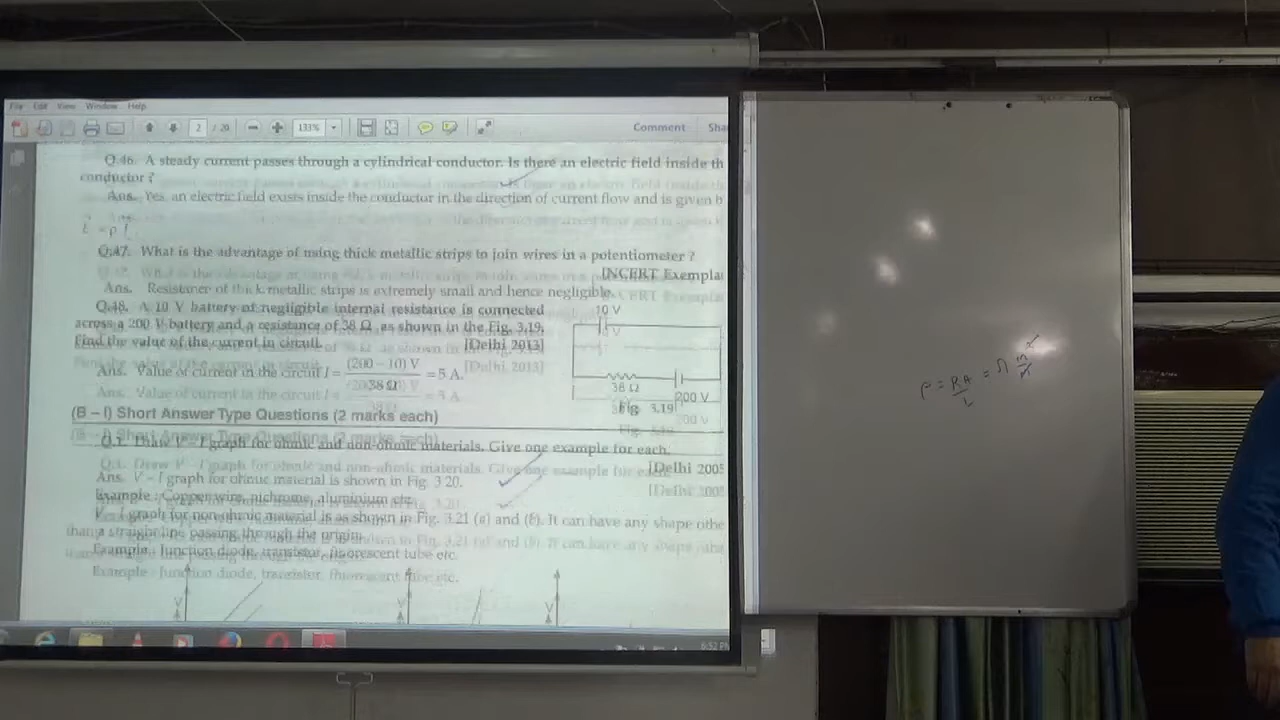 File Edit View Window Help
2 / 20 133% Comment
Q.46. A steady current passes through a cylindrical conductor. Is there an electric field inside th
conductor ?
Ans. Yes, an electric field exists inside the conductor in the direction of current flow and is given b
Q.47. What is the advantage of using thick metallic strips to join wires in a potentiometer ?
[NCERT Exempla
Ans. Resistance of thick metallic strips is extremely small and hence negligible.
Q.48. A 10 V battery of negligible internal resistance is connected
across a 200 V battery and a resistance of 38 Ω as shown in the Fig. 3.19.
Find the value of the current in circuit. [Delhi 2013]
Ans. Value of current in the circuit I = (200 – 10) V / 38 Ω = 5 A.
10 V
38 Ω
200 V
Fig. 3.19
(B – I) Short Answer Type Questions (2 marks each)
Q.1. Draw V – I graph for ohmic and non-ohmic materials. Give one example for each.
[Delhi 2005
Ans. V – I graph for ohmic material is shown in Fig. 3.20.
Example : Copper wire, nichrome, aluminium etc.
V – I graph for non-ohmic material is as shown in Fig. 3.21 (a) and (b). It can have any shape othe
than a straight line passing through the origin.
Example : Junction diode, transistor, fluorescent tube etc.
V V V
ρ = RA / L = Ω